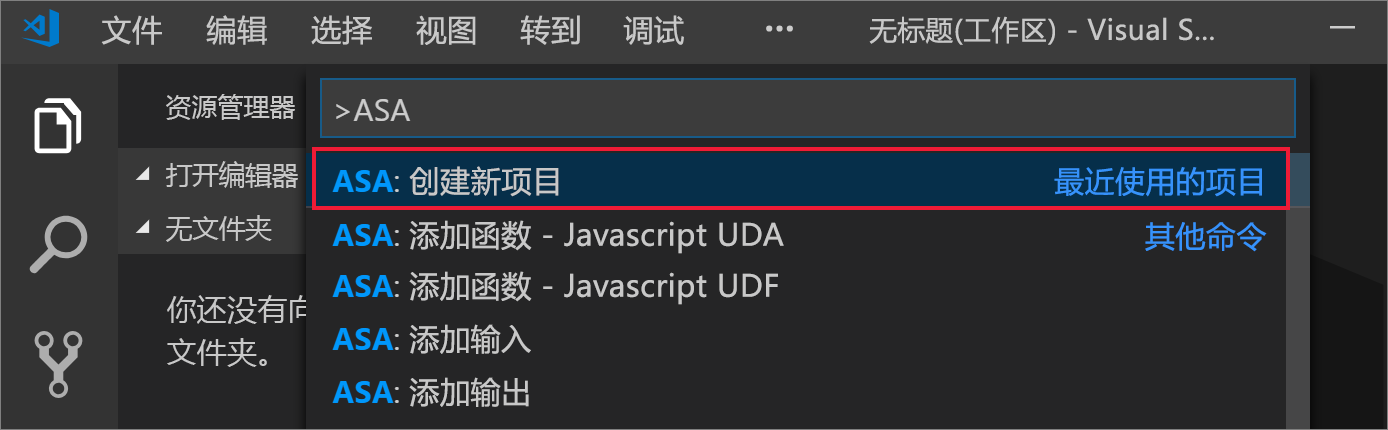 文件 编辑 选择 视图 转到 调试 ··· 无标题(工作区) - Visual S...
资源管理器
打开编辑器
无文件夹
你还没有向
文件夹。
>ASA
ASA: 创建新项目 最近使用的项目
ASA: 添加函数 - Javascript UDA 其他命令
ASA: 添加函数 - Javascript UDF
ASA: 添加输入
ASA: 添加输出